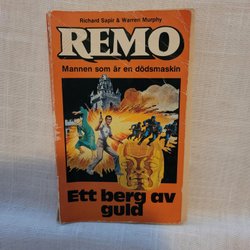 Richard Sapir & Warren Murphy
REMO
Mannen som är en dödsmaskin
Ett berg av
guld